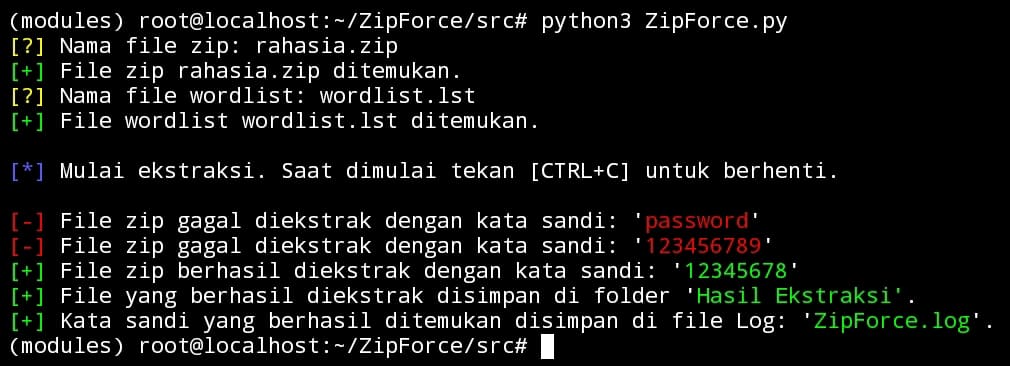 (modules) root@localhost:~/ZipForce/src# python3 ZipForce.py
[?] Nama file zip: rahasia.zip
[+] File zip rahasia.zip ditemukan.
[?] Nama file wordlist: wordlist.lst
[+] File wordlist wordlist.lst ditemukan.
[*] Mulai ekstraksi. Saat dimulai tekan [CTRL+C] untuk berhenti.
[-] File zip gagal diekstrak dengan kata sandi: 'password'
[-] File zip gagal diekstrak dengan kata sandi: '123456789'
[+] File zip berhasil diekstrak dengan kata sandi: '12345678'
[+] File yang berhasil diekstrak disimpan di folder 'Hasil Ekstraksi'.
[+] Kata sandi yang berhasil ditemukan disimpan di file Log: 'ZipForce.log'.
(modules) root@localhost:~/ZipForce/src#